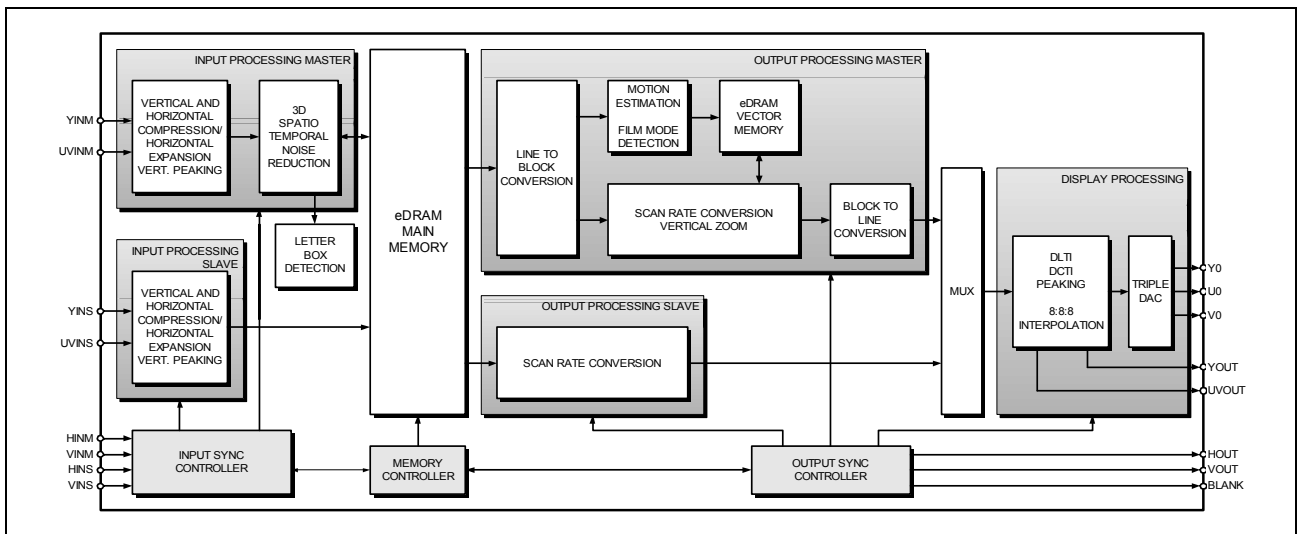 INPUT PROCESSING MASTER
VERTICAL AND
HORIZONTAL
COMPRESSION/
HORIZONTAL
EXPANSION
VERT. PEAKING
3D
SPATIO
TEMPORAL
NOISE
REDUCTION
YINM
UVINM
LETTER
BOX
DETECTION
INPUT PROCESSING
SLAVE
VERTICAL AND
HORIZONTAL
COMPRESSION/
HORIZONTAL
EXPANSION
VERT. PEAKING
YINS
UVINS
HINM
VINM
HINS
VINS
INPUT SYNC
CONTROLLER
eDRAM
MAIN
MEMORY
MEMORY
CONTROLLER
OUTPUT PROCESSING MASTER
LINE TO
BLOCK
CONVERSION
MOTION
ESTIMATION
FILM MODE
DETECTION
eDRAM
VECTOR
MEMORY
SCAN RATE CONVERSION
VERTICAL ZOOM
BLOCK TO
LINE
CONVERSION
OUTPUT PROCESSING SLAVE
SCAN RATE CONVERSION
OUTPUT SYNC
CONTROLLER
MUX
DISPLAY PROCESSING
DLTI
DCTI
PEAKING
8:8:8
INTERPOLATION
TRIPLE
DAC
Y0
U0
V0
YOUT
UVOUT
HOUT
VOUT
BLANK